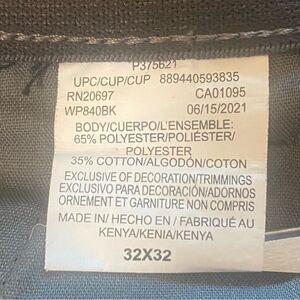 P375621
UPC/CUP/CUP 889440593835
RN20697 CA01095
WP840BK 06/15/2021
BODY/CUERPO/L'ENSEMBLE:
65% POLYESTER/POLIÉSTER/
POLYESTER
35% COTTON/ALGODÓN/COTON
EXCLUSIVE OF DECORATION/TRIMMINGS
EXCLUSIVO PARA DECORACIÓN/ADORNOS
ORNEMENT ET GARNITURE NON COMPRIS
MADE IN/ HECHO EN / FABRIQUÉ AU
KENYA/KENIA/KENYA
32X32